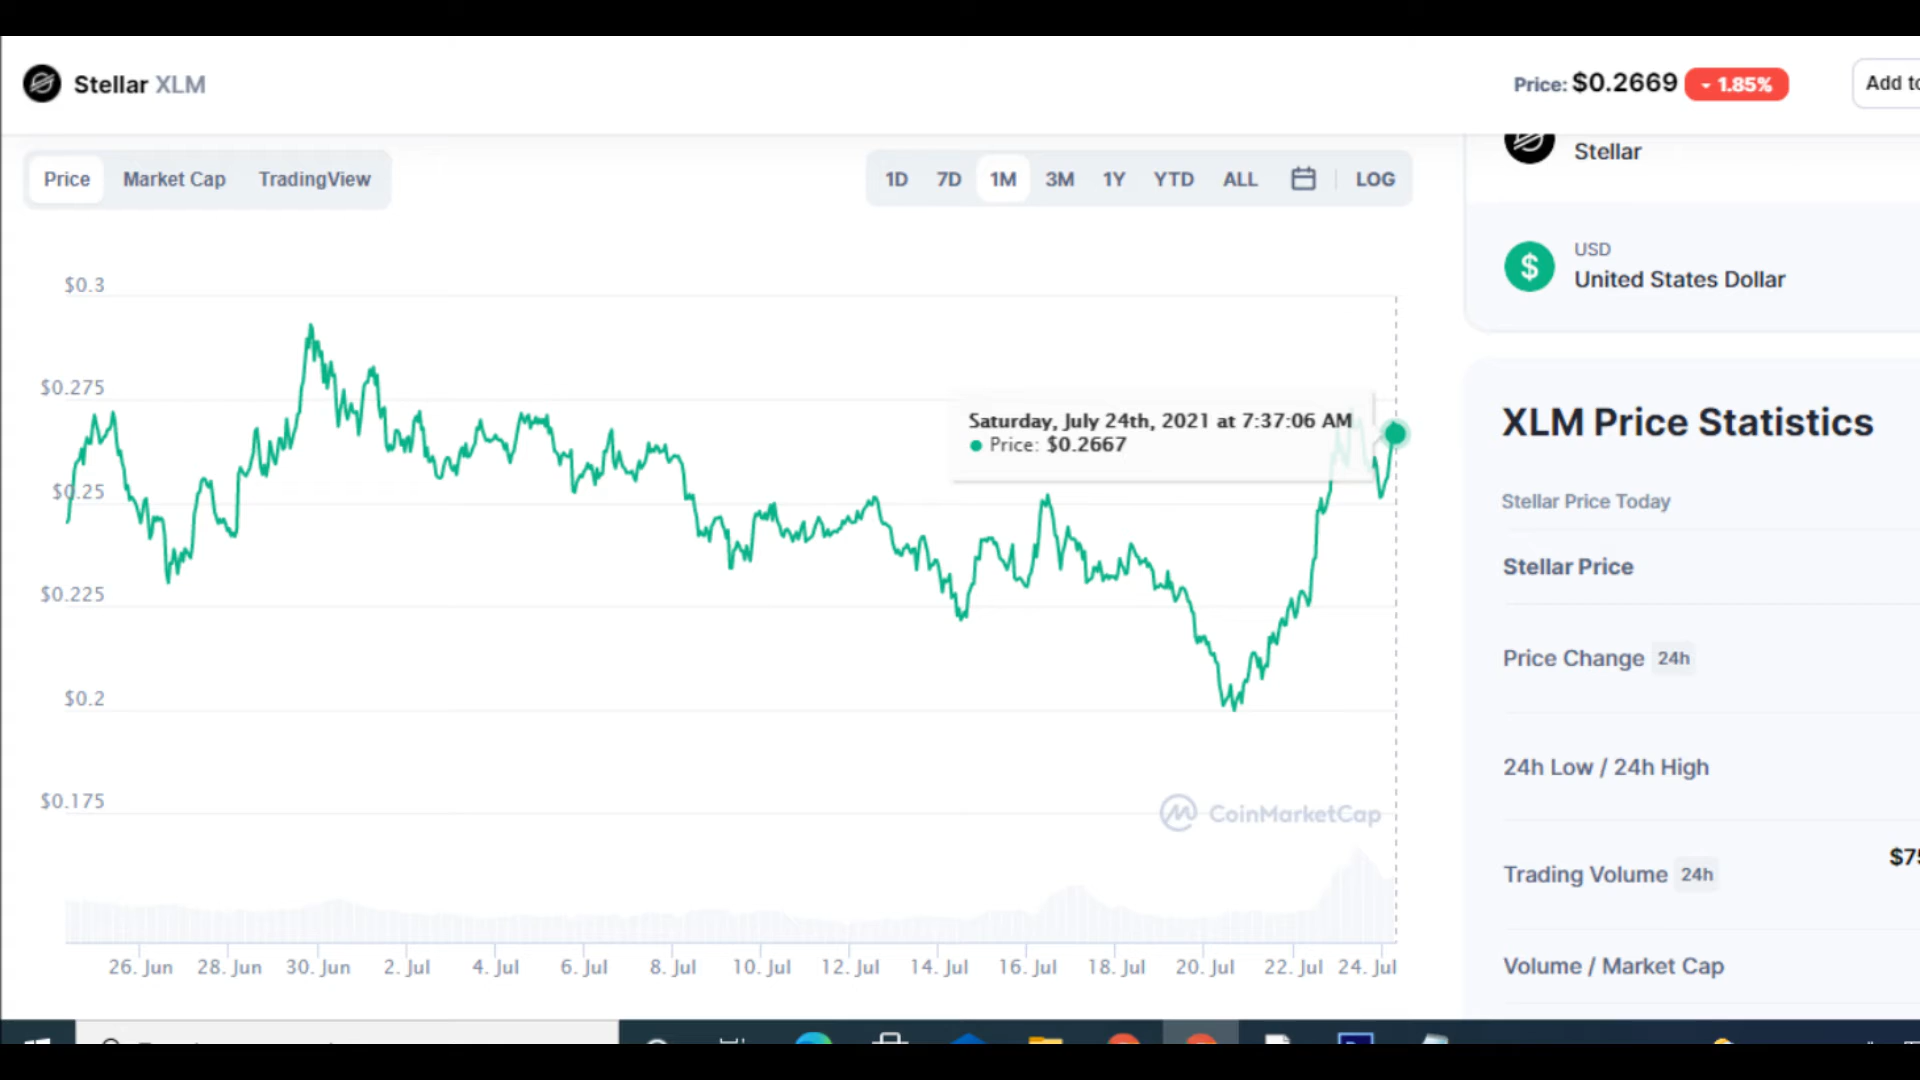 Stellar XLM
Price: $0.2669 1.85%
Add to
Price Market Cap TradingView
1D 7D 1M 3M 1Y YTD ALL LOG
Stellar
USD
United States Dollar
$0.3
$0.275
$0.25
$0.225
$0.2
$0.175
Saturday, July 24th, 2021 at 7:37:06 AM
Price: $0.2667
CoinMarketCap
26. Jun 28. Jun 30. Jun 2. Jul 4. Jul 6. Jul 8. Jul 10. Jul 12. Jul 14. Jul 16. Jul 18. Jul 20. Jul 22. Jul 24. Jul
XLM Price Statistics
Stellar Price Today
Stellar Price
Price Change 24h
24h Low / 24h High
Trading Volume 24h
$75
Volume / Market Cap